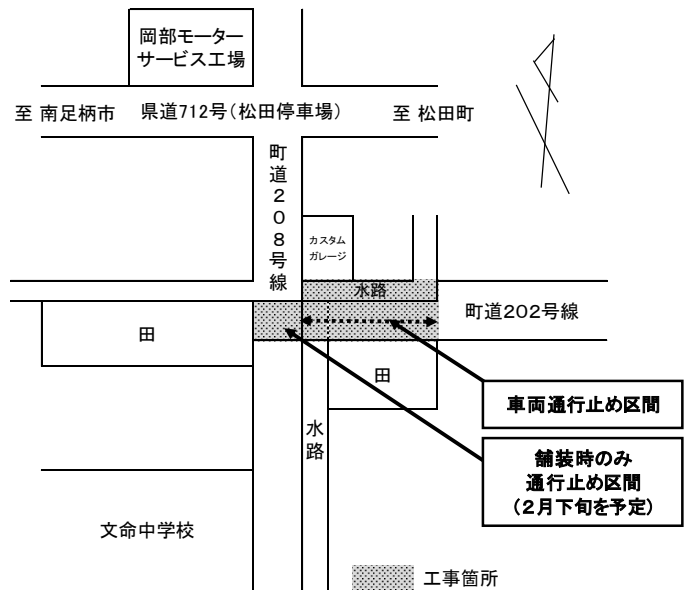 岡部モーター
サービス工場
至 南足柄市
県道712号(松田停車場)
至 松田町
町道208号線
カスタム
ガレージ
水路
町道202号線
田
田
車両通行止め区間
水路
舗装時のみ
通行止め区間
(2月下旬を予定)
文命中学校
工事箇所